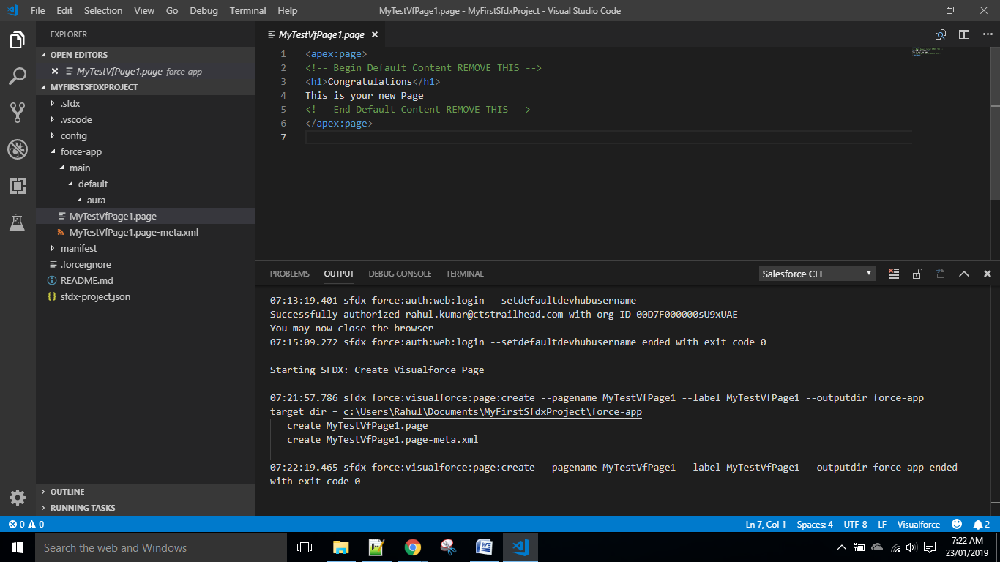 File Edit Selection View Go Debug Terminal Help
MyTestVfPage1.page - MyFirstSfdxProject - Visual Studio Code
EXPLORER
OPEN EDITORS
MyTestVfPage1.page force-app
MYFIRSTSFDXPROJECT
.sfdx
.vscode
config
force-app
main
default
aura
MyTestVfPage1.page
MyTestVfPage1.page-meta.xml
manifest
.forceignore
README.md
sfdx-project.json
OUTLINE
RUNNING TASKS
MyTestVfPage1.page
1 <apex:page>
2 <!-- Begin Default Content REMOVE THIS -->
3 <h1>Congratulations</h1>
4 This is your new Page
5 <!-- End Default Content REMOVE THIS -->
6 </apex:page>
7
PROBLEMS OUTPUT DEBUG CONSOLE TERMINAL
Salesforce CLI
07:13:19.401 sfdx force:auth:web:login --setdefaultdevhubusername
Successfully authorized rahul.kumar@ctstrailhead.com with org ID 00D7F000000sU9xUAE
You may now close the browser
07:15:09.272 sfdx force:auth:web:login --setdefaultdevhubusername ended with exit code 0
Starting SFDX: Create Visualforce Page
07:21:57.786 sfdx force:visualforce:page:create --pagename MyTestVfPage1 --label MyTestVfPage1 --outputdir force-app
target dir = c:\Users\Rahul\Documents\MyFirstSfdxProject\force-app
create MyTestVfPage1.page
create MyTestVfPage1.page-meta.xml
07:22:19.465 sfdx force:visualforce:page:create --pagename MyTestVfPage1 --label MyTestVfPage1 --outputdir force-app ended
with exit code 0
0 0
Ln 7, Col 1 Spaces: 4 UTF-8 LF Visualforce 2
Search the web and Windows
7:22 AM
23/01/2019